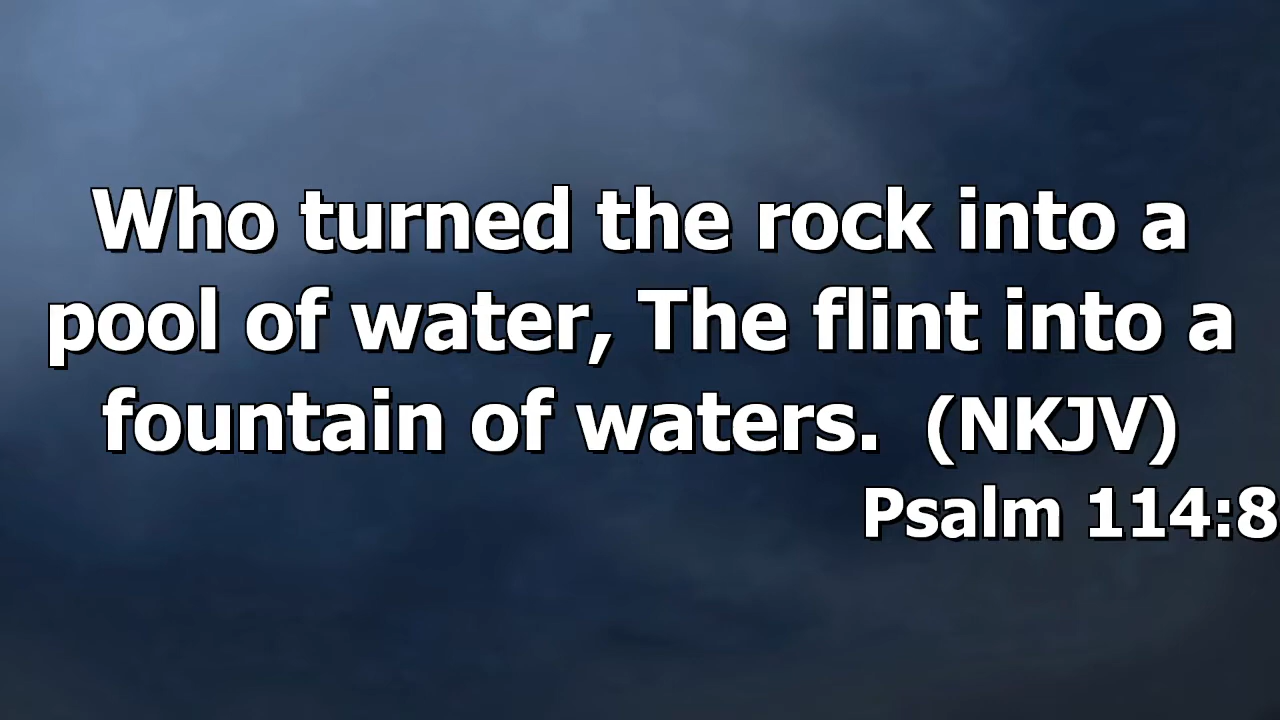 Who turned the rock into a
pool of water, The flint into a
fountain of waters.  (NKJV)
Psalm 114:8